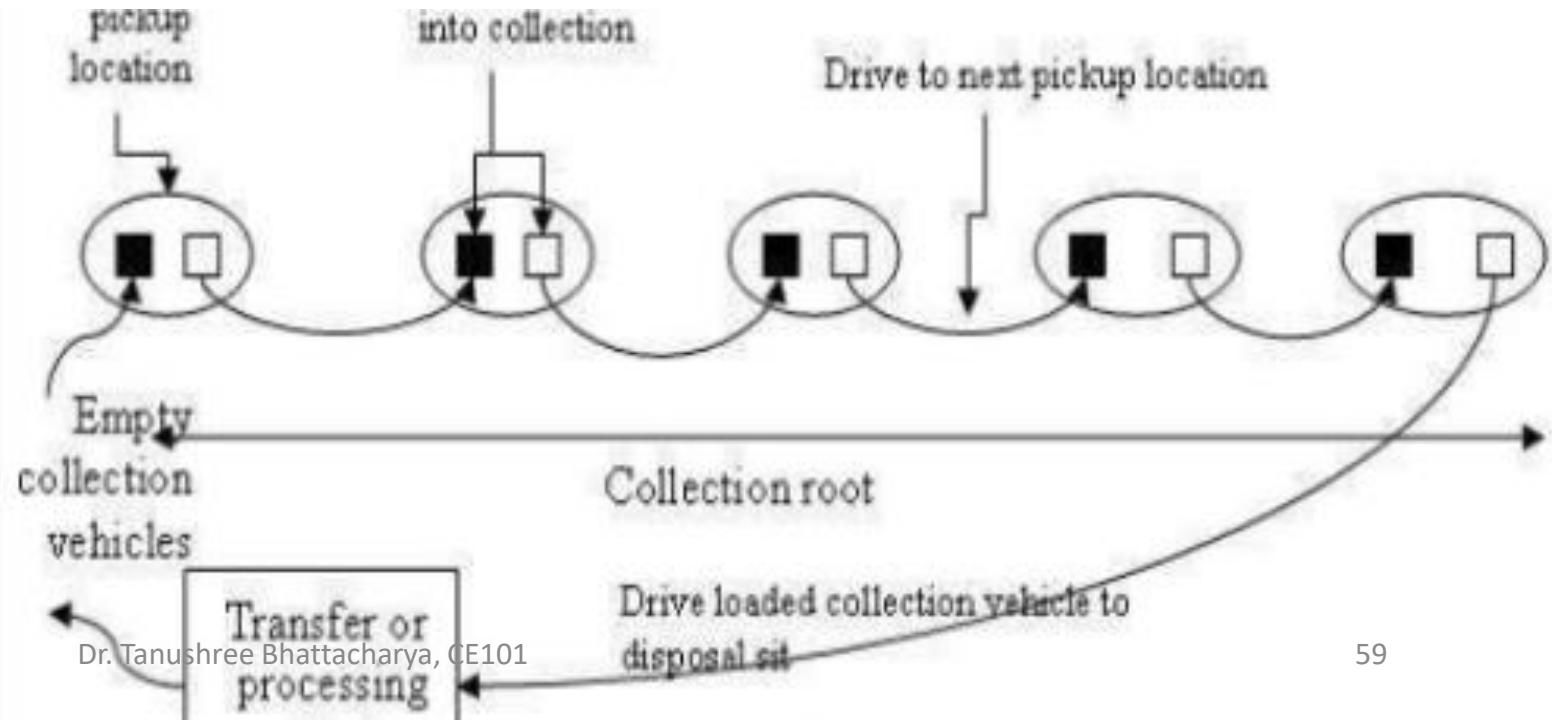 pickup
location
into collection
Drive to next pickup location
Empty
collection
vehicles
Collection root
Transfer or
processing
Drive loaded collection vehicle to
disposal sit
Dr. Tanushree Bhattacharya, CE101
59